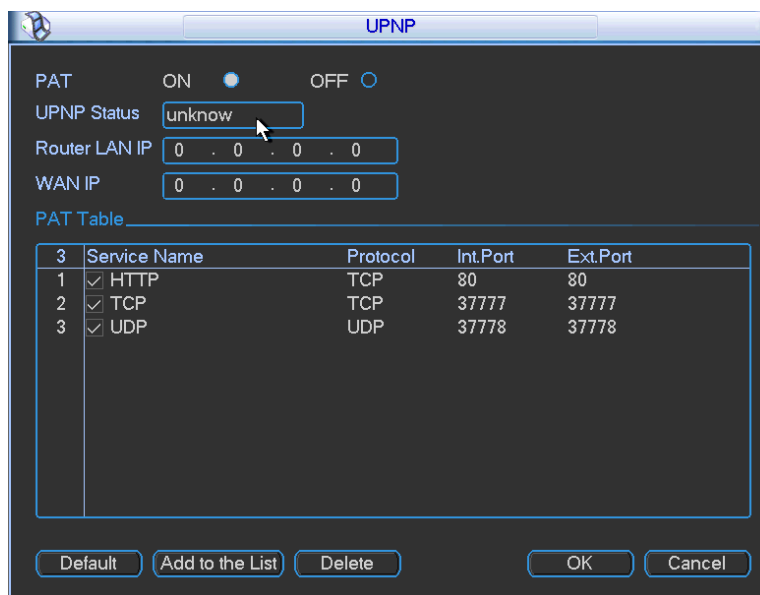 UPNP
PAT ON OFF
UPNP Status unknow
Router LAN IP 0 . 0 . 0 . 0
WAN IP 0 . 0 . 0 . 0
PAT Table
3 Service Name Protocol Int.Port Ext.Port
1 HTTP TCP 80 80
2 TCP TCP 37777 37777
3 UDP UDP 37778 37778
Default Add to the List Delete OK Cancel